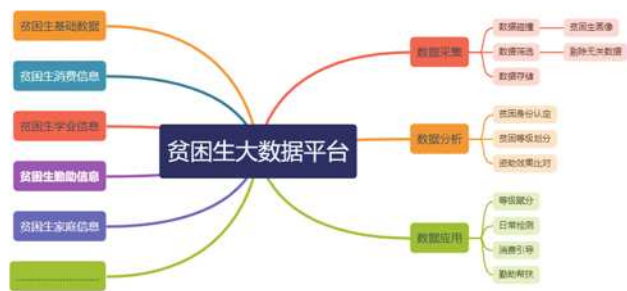 贫困生基础数据
贫困生消费信息
贫困生学业信息
贫困生勤助信息
贫困生家庭信息
贫困生大数据平台
数据采集
数据碰撞
贫困生画像
数据筛选
剔除无关数据
数据存储
数据分析
贫困身份认定
贫困等级划分
资助效果比对
数据应用
等级赋分
日常检测
消费引导
勤助帮扶